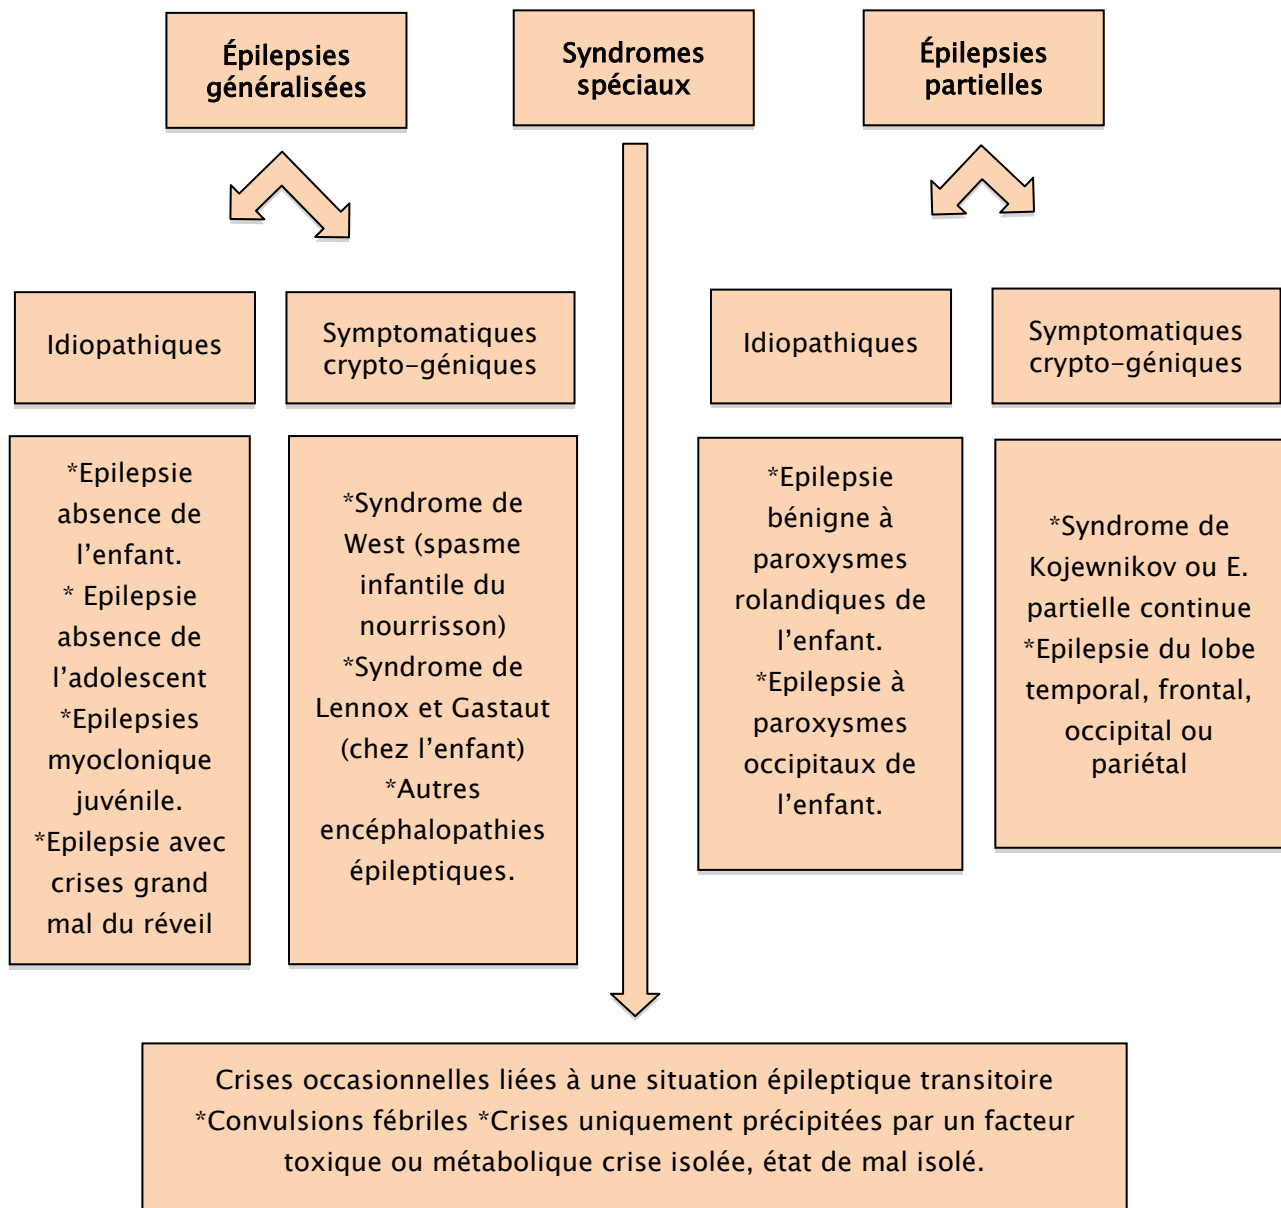 Épilepsies
généralisées
Syndromes
spéciaux
Épilepsies
partielles
Idiopathiques
Symptomatiques
crypto-géniques
Idiopathiques
Symptomatiques
crypto-géniques
*Epilepsie
absence de
l’enfant.
* Epilepsie
absence de
l’adolescent
*Epilepsies
myoclonique
juvénile.
*Epilepsie avec
crises grand
mal du réveil
*Syndrome de
West (spasme
infantile du
nourrisson)
*Syndrome de
Lennox et Gastaut
(chez l’enfant)
*Autres
encéphalopathies
épileptiques.
*Epilepsie
bénigne à
paroxysmes
rolandiques de
l’enfant.
*Epilepsie à
paroxysmes
occipitaux de
l’enfant.
*Syndrome de
Kojewnikov ou E.
partielle continue
*Epilepsie du lobe
temporal, frontal,
occipital ou
pariétal
Crises occasionnelles liées à une situation épileptique transitoire
*Convulsions fébriles *Crises uniquement précipitées par un facteur
toxique ou métabolique crise isolée, état de mal isolé.